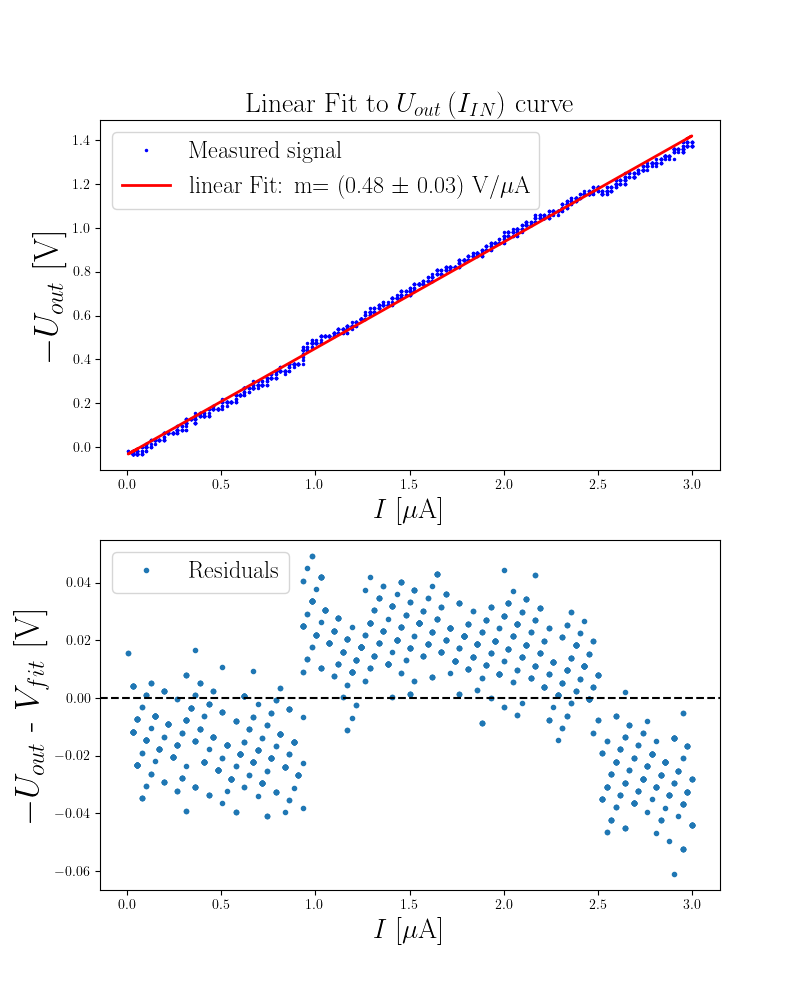 Linear Fit to U_out (I_IN) curve
Measured signal
linear Fit: m= (0.48 ± 0.03) V/μA
−U_out [V]
1.4
1.2
1.0
0.8
0.6
0.4
0.2
0.0
0.0 0.5 1.0 1.5 2.0 2.5 3.0
I [μA]
Residuals
−U_out - V_fit [V]
0.04
0.02
0.00
−0.02
−0.04
−0.06
0.0 0.5 1.0 1.5 2.0 2.5 3.0
I [μA]